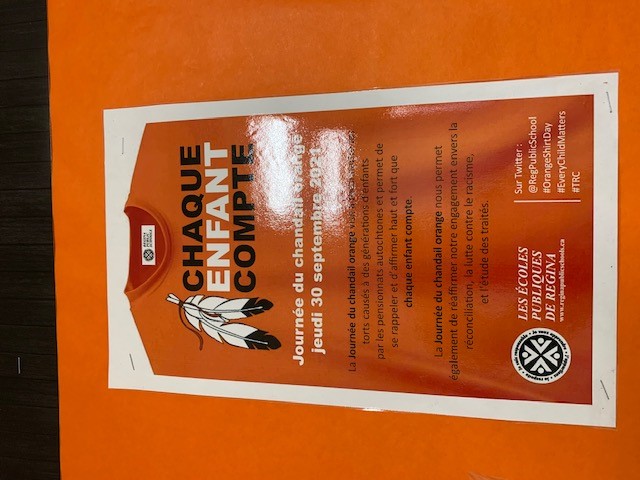 CHAQUE
ENFANT
COMPTE
Journée du chandail orange
jeudi 30 septembre 2021
La Journée du chandail orange
torts causés à des générations d'enfants
par les pensionnats autochtones et permet de
se rappeler et d'affirmer haut et fort que
chaque enfant compte.
La Journée du chandail orange nous permet
également de réaffirmer notre engagement envers la
réconciliation, la lutte contre le racisme,
et l'étude des traités.
LES ÉCOLES
PUBLIQUES
DE REGINA
www.reginapublicschools.ca
Sur Twitter :
@RegPublicSchool
#OrangeShirtDay
#EveryChildMatters
#TRC